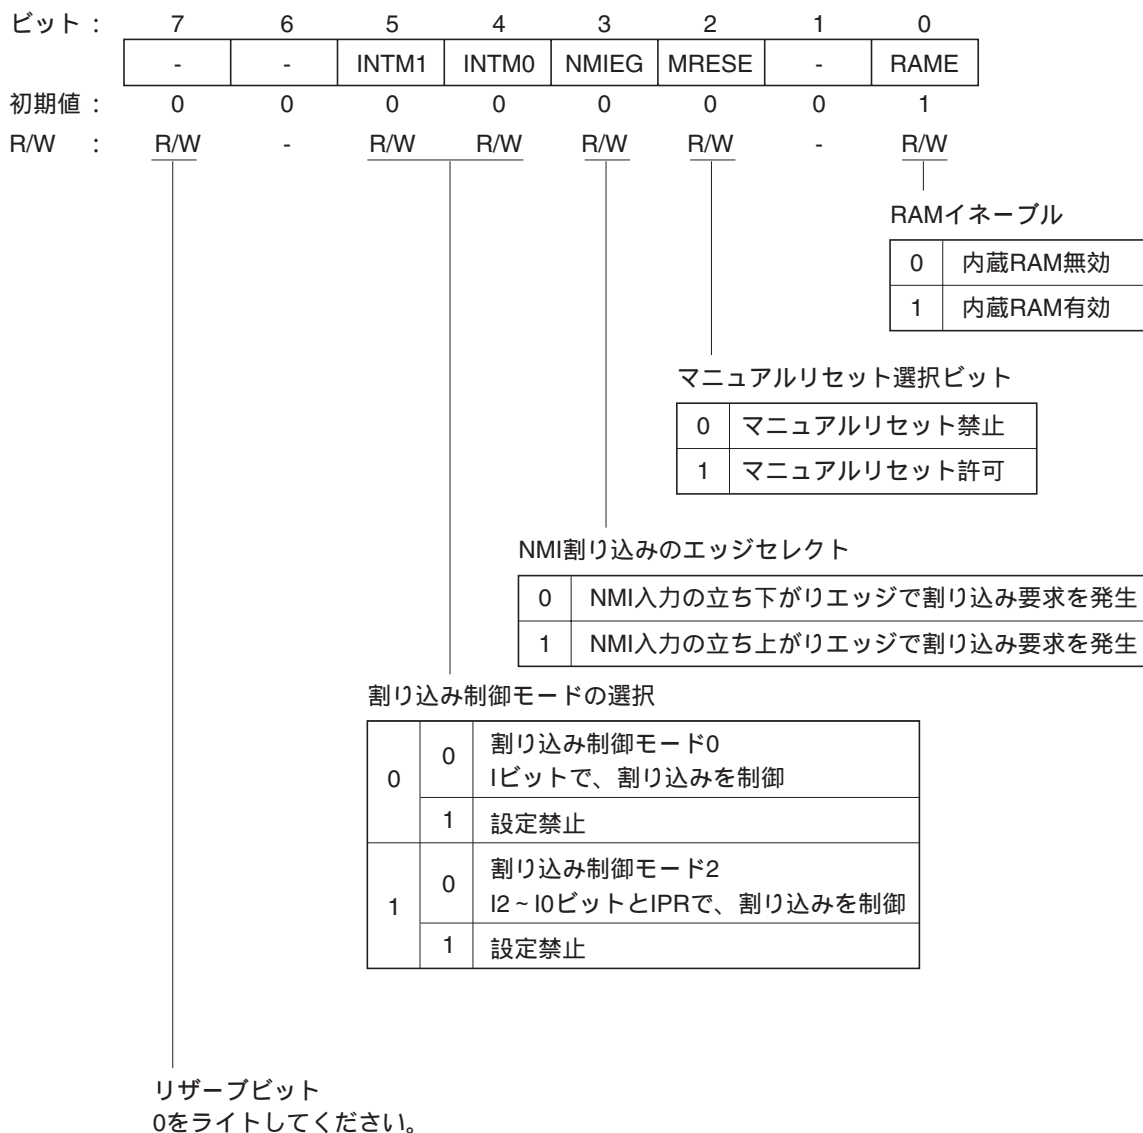 ビット : 7 6 5 4 3 2 1 0
- - INTM1 INTM0 NMIEG MRESE - RAME
初期値 : 0 0 0 0 0 0 0 1
R/W : R/W - R/W R/W R/W R/W - R/W
RAMイネーブル
0 内蔵RAM無効
1 内蔵RAM有効
マニュアルリセット選択ビット
0 マニュアルリセット禁止
1 マニュアルリセット許可
NMI割り込みのエッジセレクト
0 NMI入力の立ち下がりエッジで割り込み要求を発生
1 NMI入力の立ち上がりエッジで割り込み要求を発生
割り込み制御モードの選択
0 0 割り込み制御モード0
Iビットで、割り込みを制御
1 設定禁止
1 0 割り込み制御モード2
I2~I0ビットとIPRで、割り込みを制御
1 設定禁止
リザーブビット
0をライトしてください。